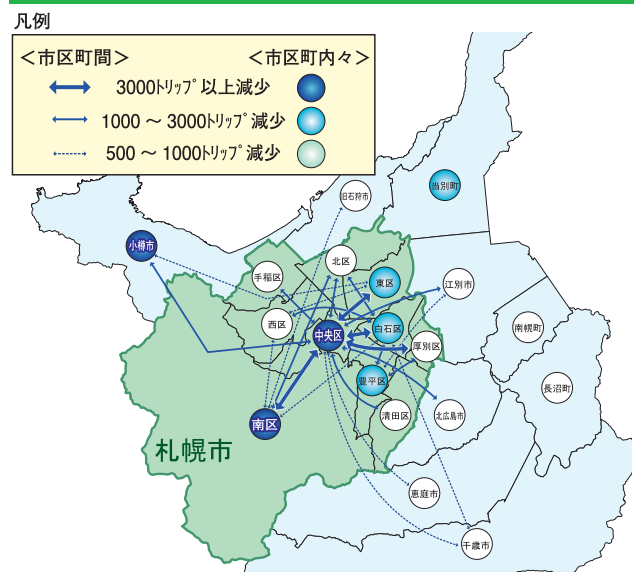 凡例
＜市区町間＞ ＜市区町内々＞
3000ﾄﾘｯﾌﾟ以上減少
1000～3000ﾄﾘｯﾌﾟ減少
500～1000ﾄﾘｯﾌﾟ減少
旧石狩市
当別町
小樽市
北区
手稲区
東区
江別市
西区
中央区
白石区
南幌町
厚別区
豊平区
長沼町
清田区
北広島市
南区
札幌市
恵庭市
千歳市